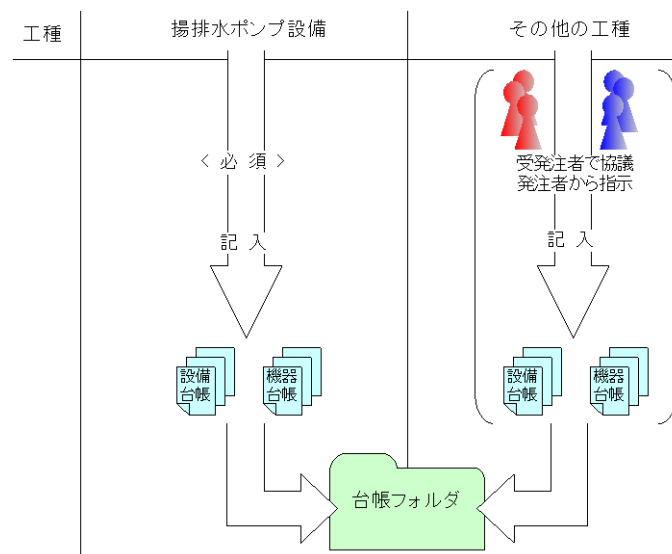 工種
揚排水ポンプ設備
その他の工種
<必須>
受発注者で協議
発注者から指示
記入
記入
設備
台帳
機器
台帳
設備
台帳
機器
台帳
台帳フォルダ